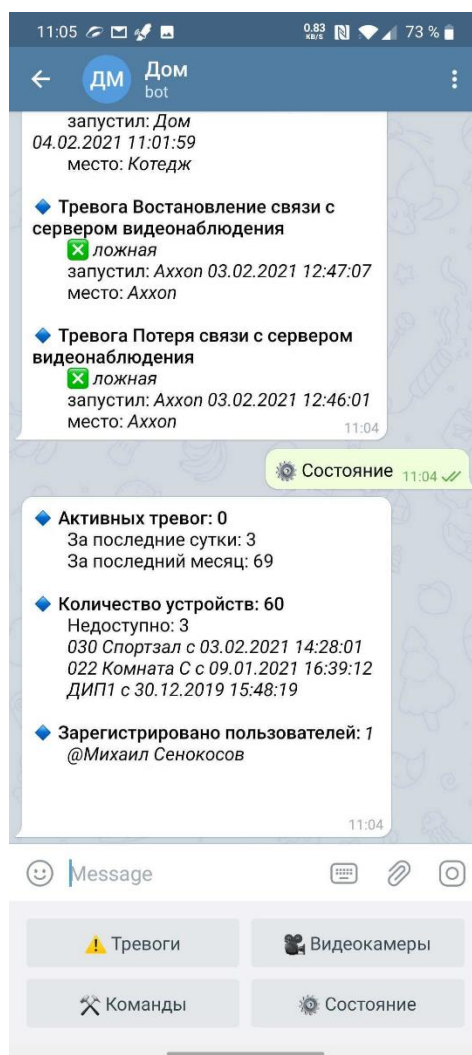 11:05
0.83 KB/S
73 %
ДМ
Дом
bot
запустил: Дом
04.02.2021 11:01:59
место: Котедж
Тревога Востановление связи с
сервером видеонаблюдения
ложная
запустил: Axxon 03.02.2021 12:47:07
место: Axxon
Тревога Потеря связи с сервером
видеонаблюдения
ложная
запустил: Axxon 03.02.2021 12:46:01
место: Axxon
11:04
Состояние 11:04
Активных тревог: 0
За последние сутки: 3
За последний месяц: 69
Количество устройств: 60
Недоступно: 3
030 Спортзал с 03.02.2021 14:28:01
022 Комната С с 09.01.2021 16:39:12
ДИП1 с 30.12.2019 15:48:19
Зарегистрировано пользователей: 1
@Михаил Сенокосов
11:04
Message
Тревоги
Видеокамеры
Команды
Состояние